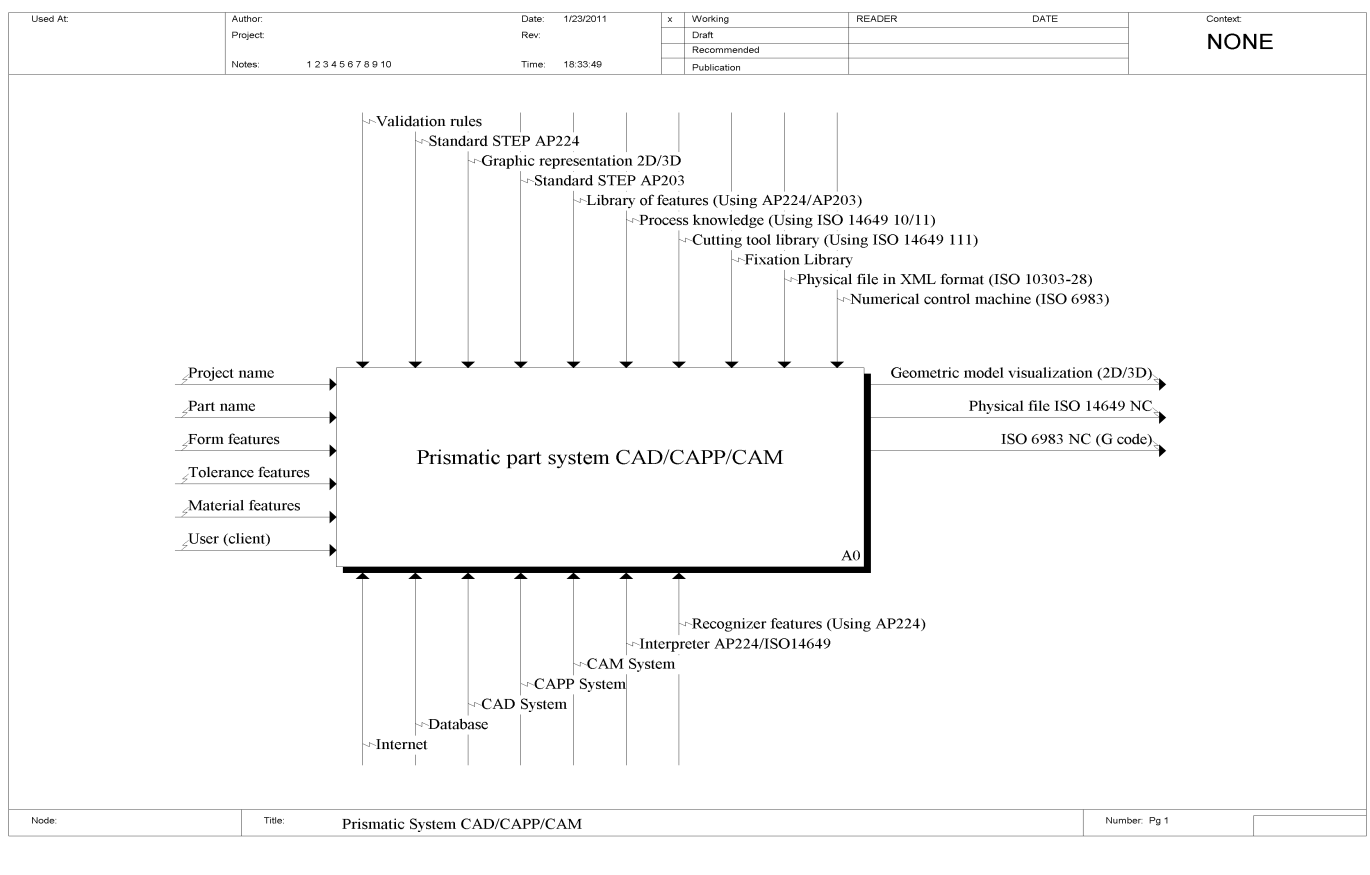 Used At:
Author:
Date: 1/23/2011
x Working
READER DATE
Context:
Project:
Rev:
Draft
NONE
Recommended
Notes: 1 2 3 4 5 6 7 8 9 10
Time: 18:33:49
Publication
Validation rules
Standard STEP AP224
Graphic representation 2D/3D
Standard STEP AP203
Library of features (Using AP224/AP203)
Process knowledge (Using ISO 14649 10/11)
Cutting tool library (Using ISO 14649 111)
Fixation Library
Physical file in XML format (ISO 10303-28)
Numerical control machine (ISO 6983)
Project name
Part name
Form features
Tolerance features
Material features
User (client)
Prismatic part system CAD/CAPP/CAM
A0
Geometric model visualization (2D/3D)
Physical file ISO 14649 NC
ISO 6983 NC (G code)
Recognizer features (Using AP224)
Interpreter AP224/ISO14649
CAM System
CAPP System
CAD System
Database
Internet
Node:
Title: Prismatic System CAD/CAPP/CAM
Number: Pg 1